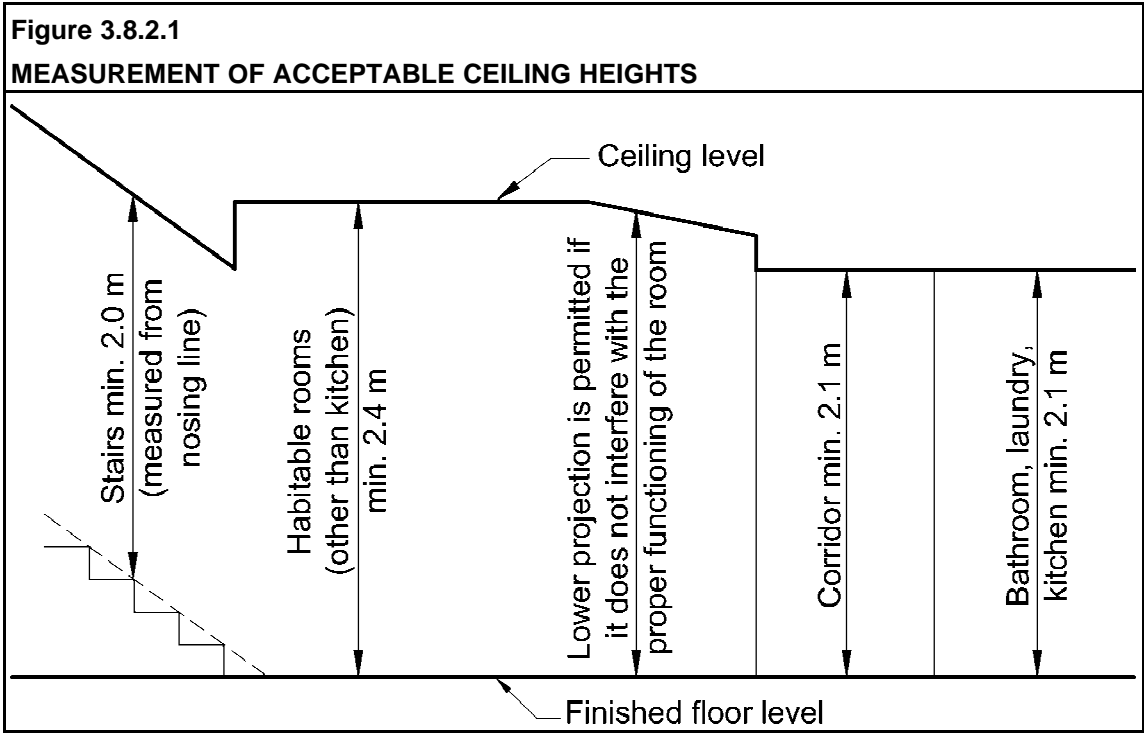 Figure 3.8.2.1
MEASUREMENT OF ACCEPTABLE CEILING HEIGHTS
Ceiling level
Stairs min. 2.0 m
(measured from
nosing line)
Habitable rooms
(other than kitchen)
min. 2.4 m
Lower projection is permitted if
it does not interfere with the
proper functioning of the room
Corridor min. 2.1 m
Bathroom, laundry,
kitchen min. 2.1 m
Finished floor level